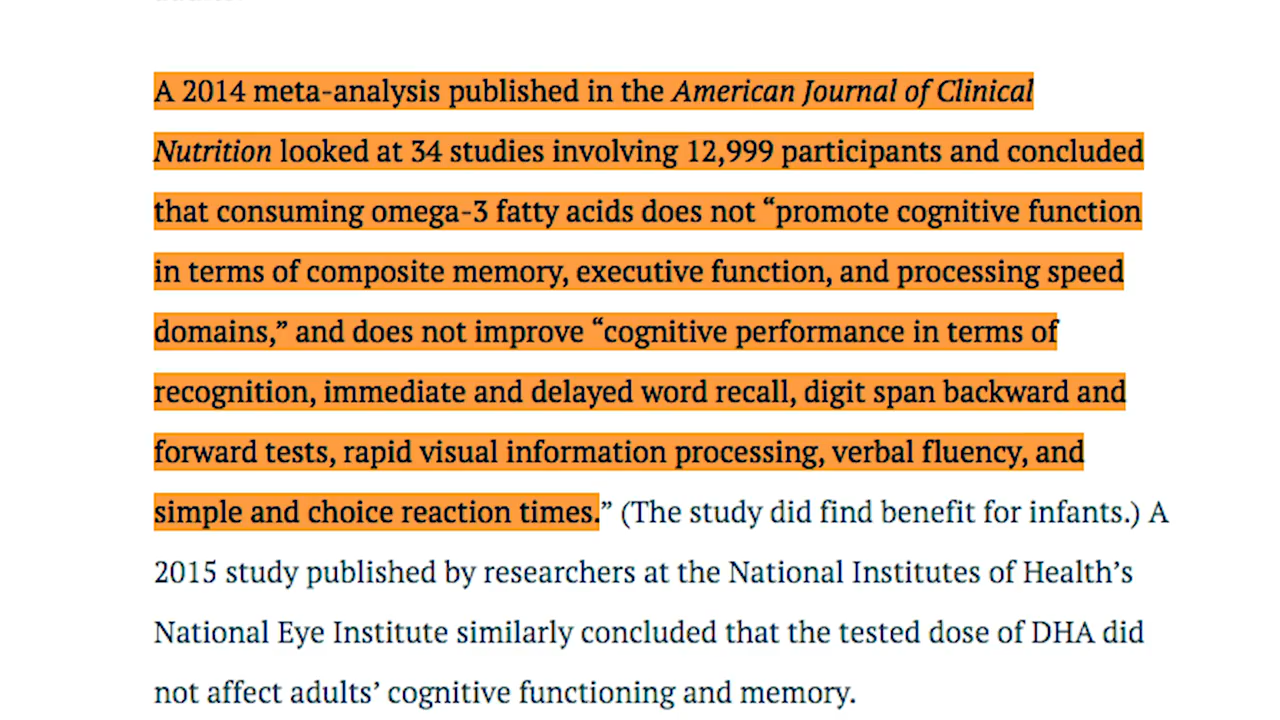 A 2014 meta-analysis published in the American Journal of Clinical
Nutrition looked at 34 studies involving 12,999 participants and concluded
that consuming omega-3 fatty acids does not “promote cognitive function
in terms of composite memory, executive function, and processing speed
domains,” and does not improve “cognitive performance in terms of
recognition, immediate and delayed word recall, digit span backward and
forward tests, rapid visual information processing, verbal fluency, and
simple and choice reaction times.” (The study did find benefit for infants.) A
2015 study published by researchers at the National Institutes of Health’s
National Eye Institute similarly concluded that the tested dose of DHA did
not affect adults’ cognitive functioning and memory.